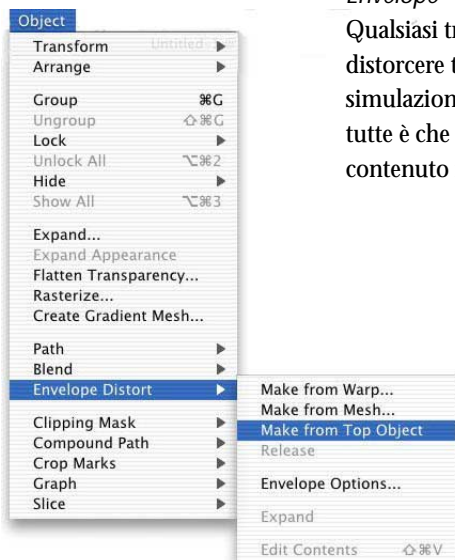 Object
Transform
Arrange
Group ⌘G
Ungroup ⇧⌘G
Lock
Unlock All ⌥⌘2
Hide
Show All ⌥⌘3
Expand...
Expand Appearance
Flatten Transparency...
Rasterize...
Create Gradient Mesh...
Path
Blend
Envelope Distort
Clipping Mask
Compound Path
Crop Marks
Graph
Slice
Make from Warp...
Make from Mesh...
Make from Top Object
Release
Envelope Options...
Expand
Edit Contents ⇧⌘V
Envelope
Qualsiasi
distorcere
tutte è che
contenuto